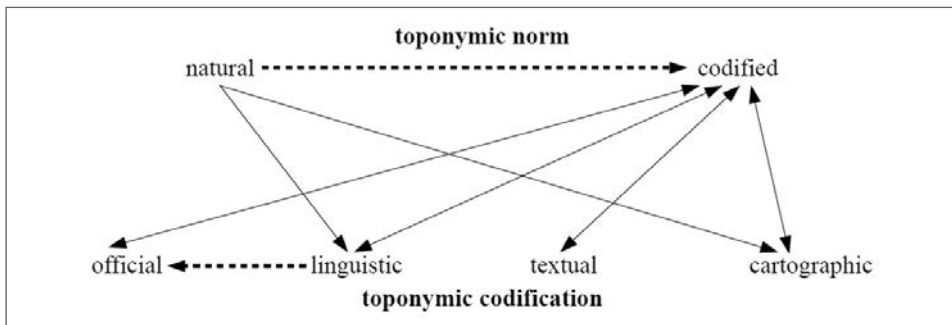 toponymic norm
natural codified
official linguistic textual cartographic
toponymic codification